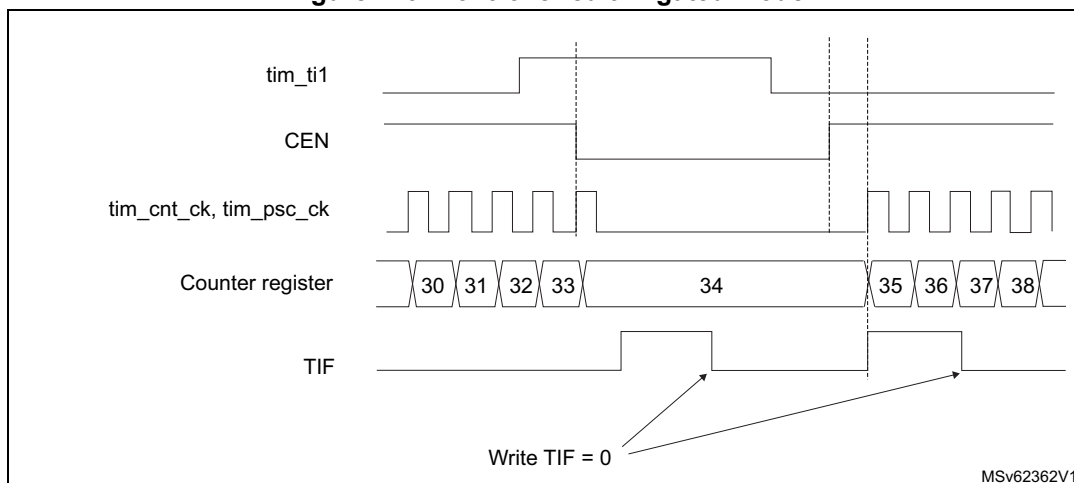 tim_ti1
CEN
tim_cnt_ck, tim_psc_ck
Counter register
30 31 32 33 34 35 36 37 38
TIF
Write TIF = 0
MSv62362V1